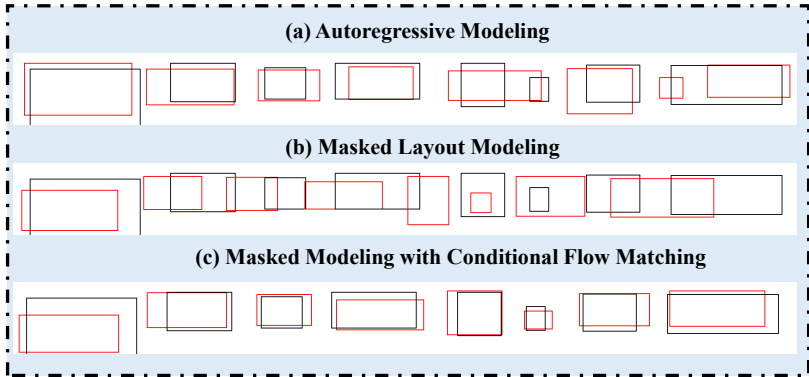 (a) Autoregressive Modeling
(b) Masked Layout Modeling
(c) Masked Modeling with Conditional Flow Matching